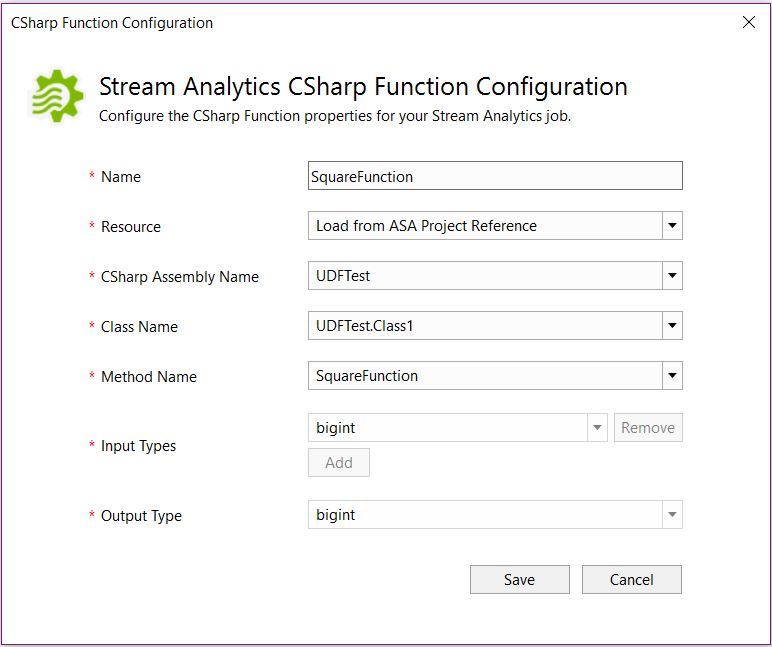 CSharp Function Configuration
Stream Analytics CSharp Function Configuration
Configure the CSharp Function properties for your Stream Analytics job.
* Name SquareFunction
* Resource Load from ASA Project Reference
* CSharp Assembly Name UDFTest
* Class Name UDFTest.Class1
* Method Name SquareFunction
bigint Remove
* Input Types
Add
* Output Type bigint
Save Cancel